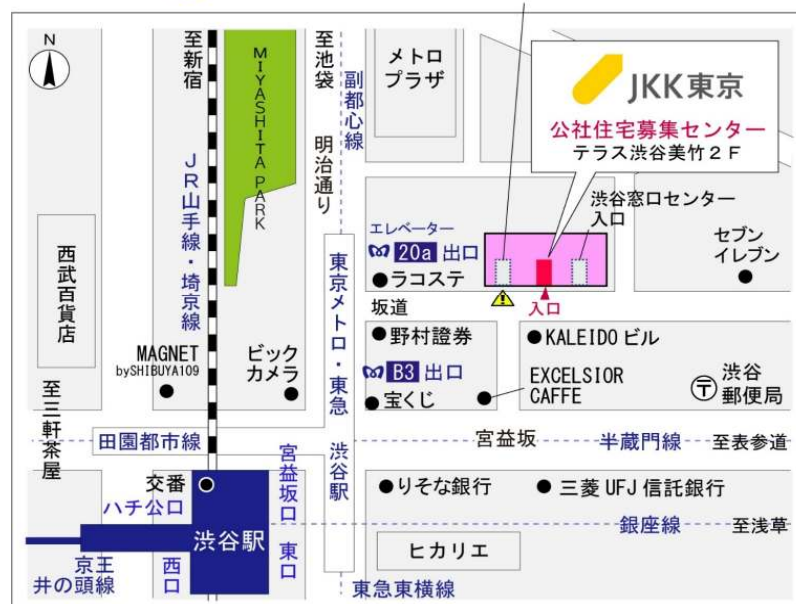 N
至新宿
MIYASHITA PARK
至池袋
副都心線
明治通り
メトロ
プラザ
JKK東京
公社住宅募集センター
テラス渋谷美竹2F
JR山手線・埼京線
渋谷窓口センター
入口
エレベーター
20a 出口
ラコステ
セブン
イレブン
西武百貨店
東京メトロ・東急 渋谷駅
坂道
入口
野村證券
KALEIDO ビル
MAGNET
bySHIBUYA109
ビック
カメラ
B3 出口
EXCELSIOR
CAFFE
渋谷
郵便局
宝くじ
至三軒茶屋
田園都市線
宮益坂
半蔵門線
至表参道
交番
宮益坂口
りそな銀行
三菱UFJ信託銀行
ハチ公口
渋谷駅
銀座線
至浅草
京王
井の頭線
西口
東口
ヒカリエ
東急東横線